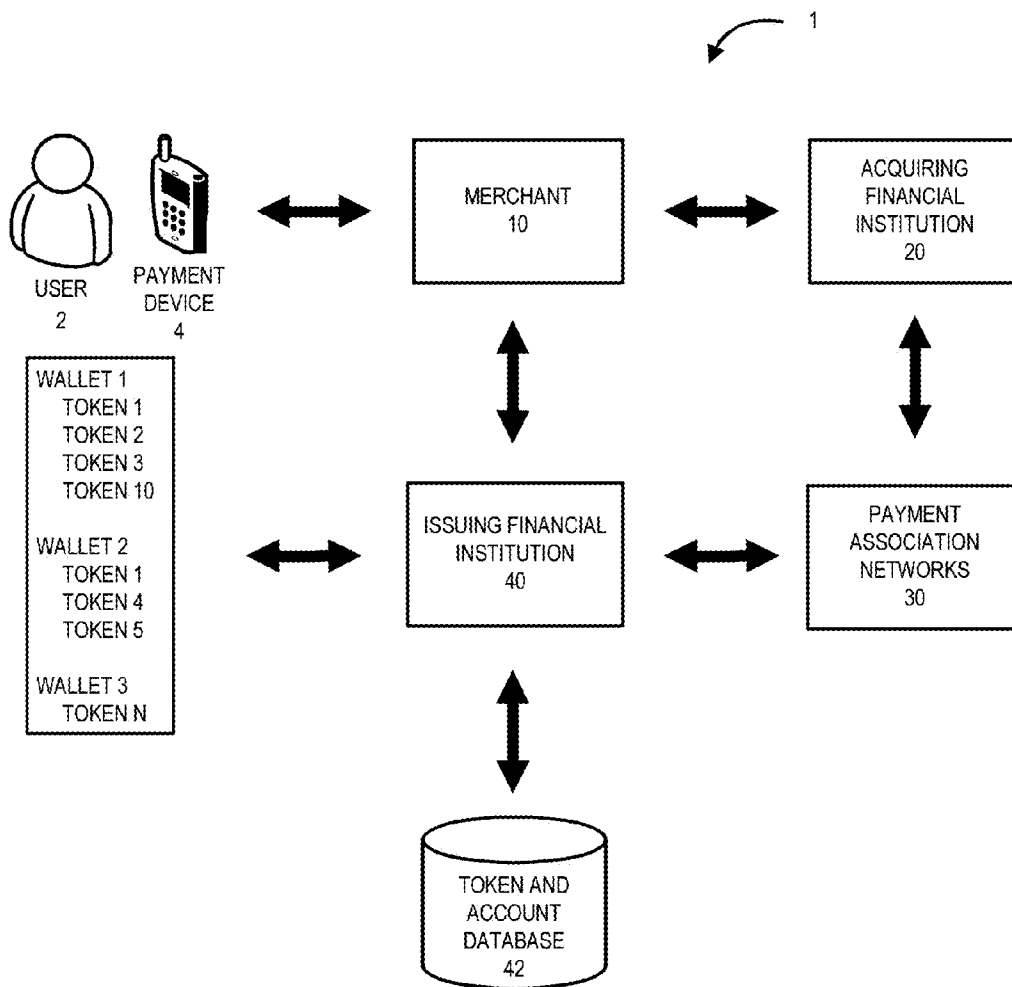 1
MERCHANT
10
ACQUIRING
FINANCIAL
INSTITUTION
20
USER
2
PAYMENT
DEVICE
4
WALLET 1
TOKEN 1
TOKEN 2
TOKEN 3
TOKEN 10
WALLET 2
TOKEN 1
TOKEN 4
TOKEN 5
WALLET 3
TOKEN N
ISSUING FINANCIAL
INSTITUTION
40
PAYMENT
ASSOCIATION
NETWORKS
30
TOKEN AND
ACCOUNT
DATABASE
42